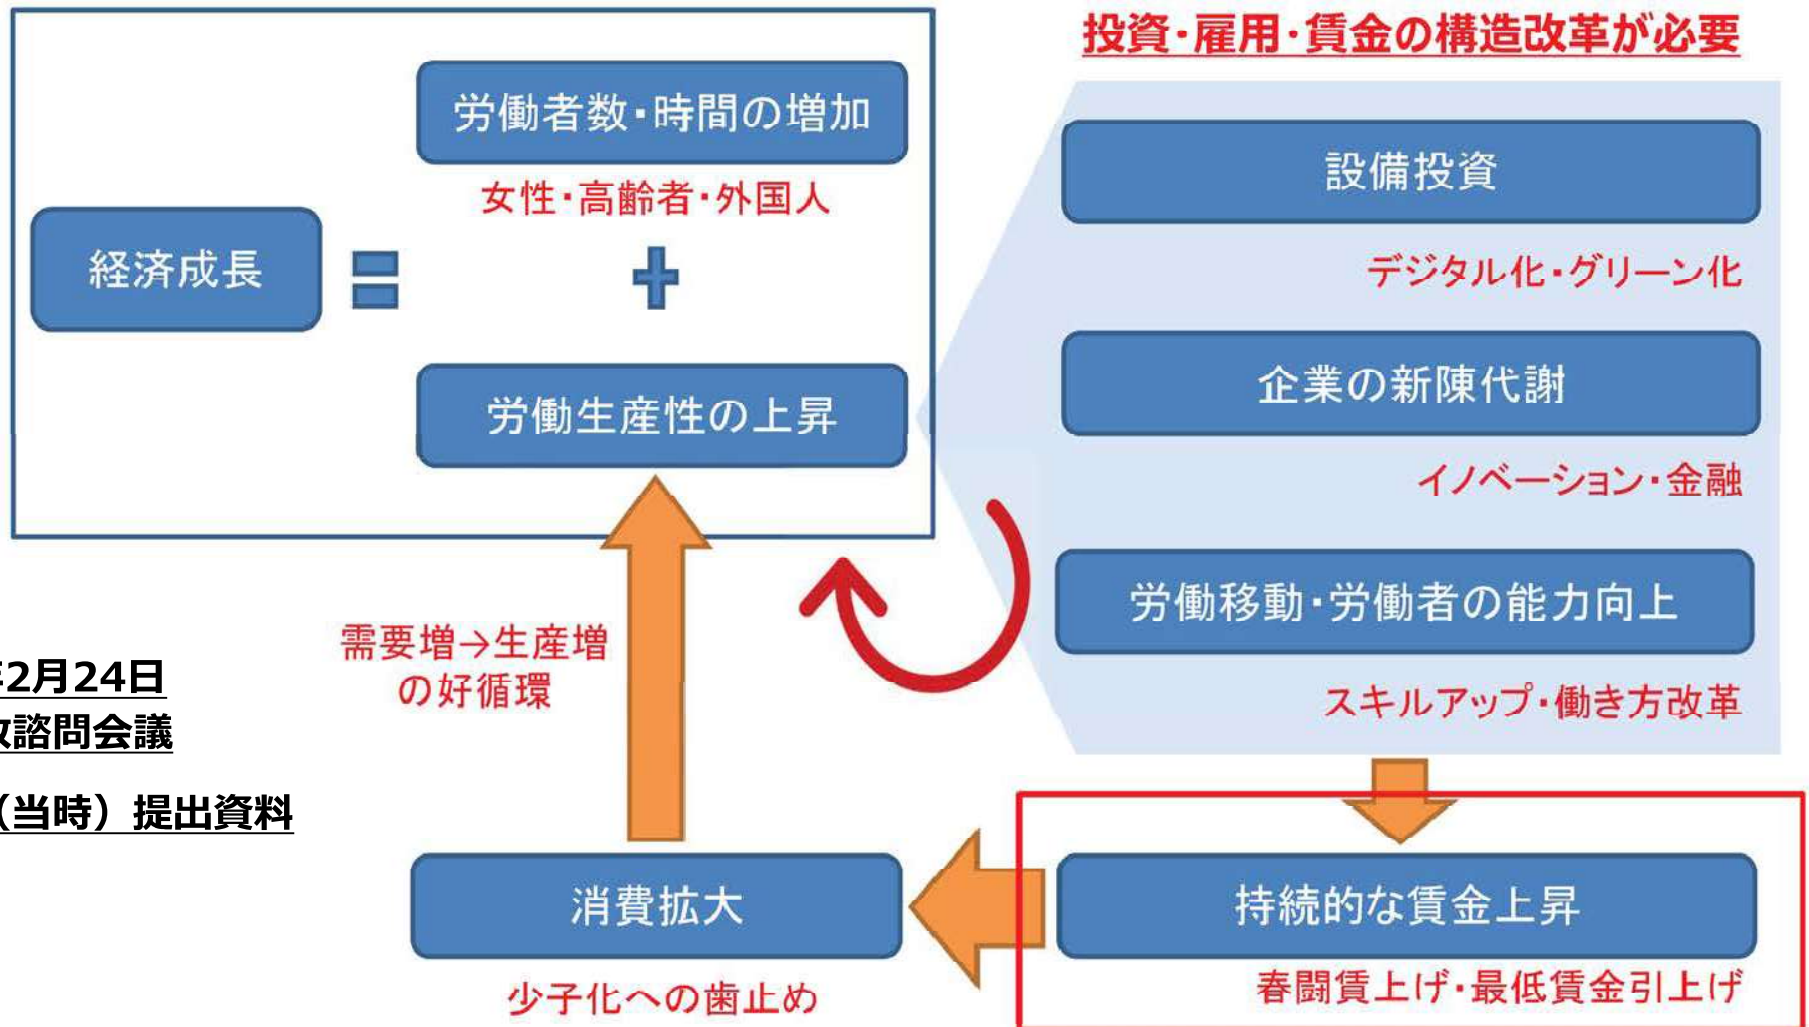 投資・雇用・賃金の構造改革が必要
労働者数・時間の増加
女性・高齢者・外国人
経済成長
=
+
労働生産性の上昇
設備投資
デジタル化・グリーン化
企業の新陳代謝
イノベーション・金融
労働移動・労働者の能力向上
スキルアップ・働き方改革
需要増→生産増
の好循環
年2月24日
諮問会議
（当時）提出資料
消費拡大
少子化への歯止め
持続的な賃金上昇
春闘賃上げ・最低賃金引上げ